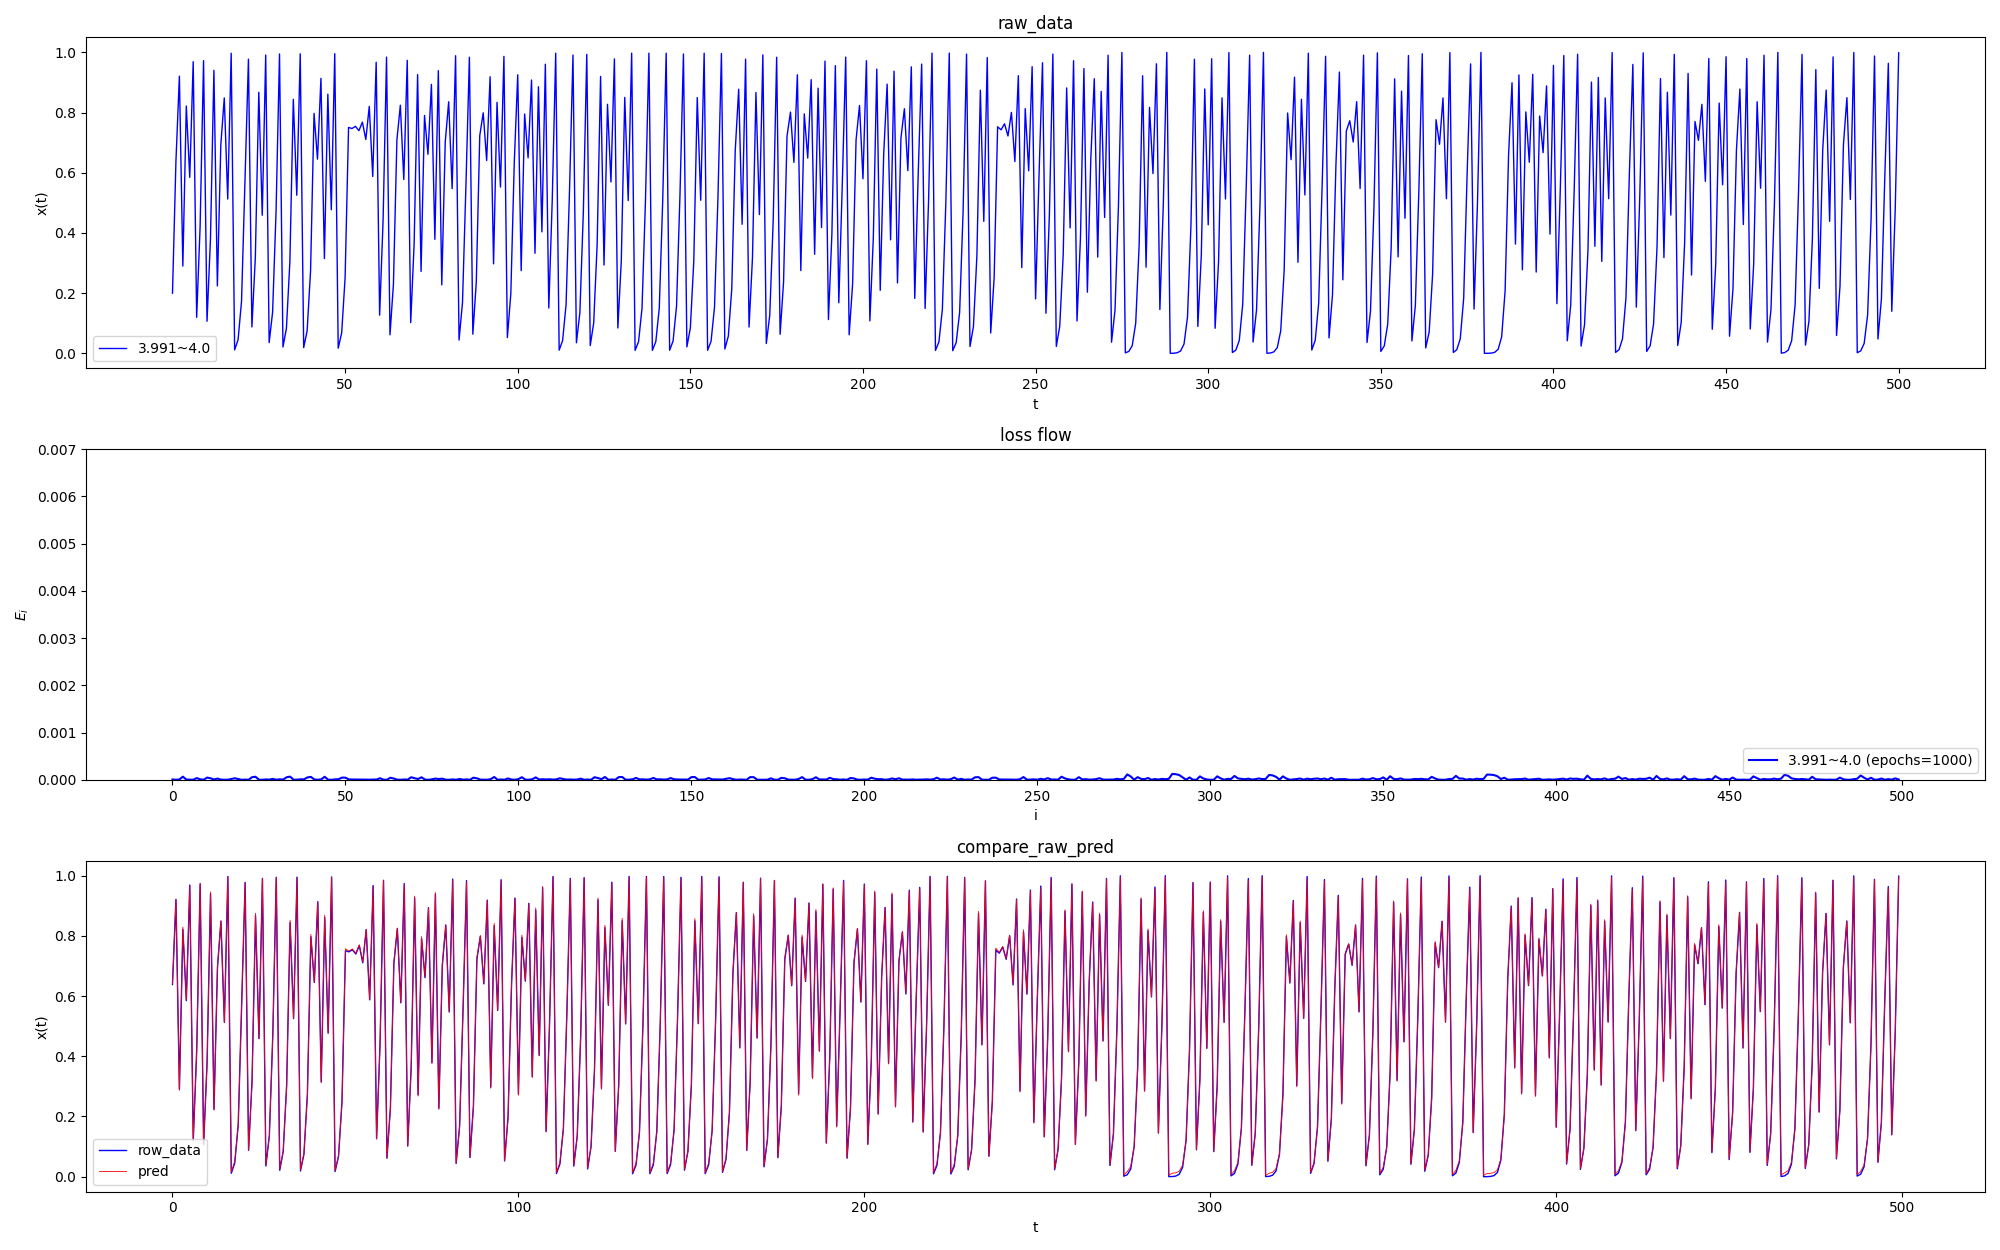 raw_data
1.0
0.8
0.6
0.4
0.2
0.0
x(t)
3.991~4.0
50 100 150 200 250 300 350 400 450 500
t
loss flow
0.007
0.006
0.005
0.004
0.003
0.002
0.001
0.000
E_i
3.991~4.0 (epochs=1000)
0 50 100 150 200 250 300 350 400 450 500
i
compare_raw_pred
1.0
0.8
0.6
0.4
0.2
0.0
x(t)
row_data
pred
0 100 200 300 400 500
t